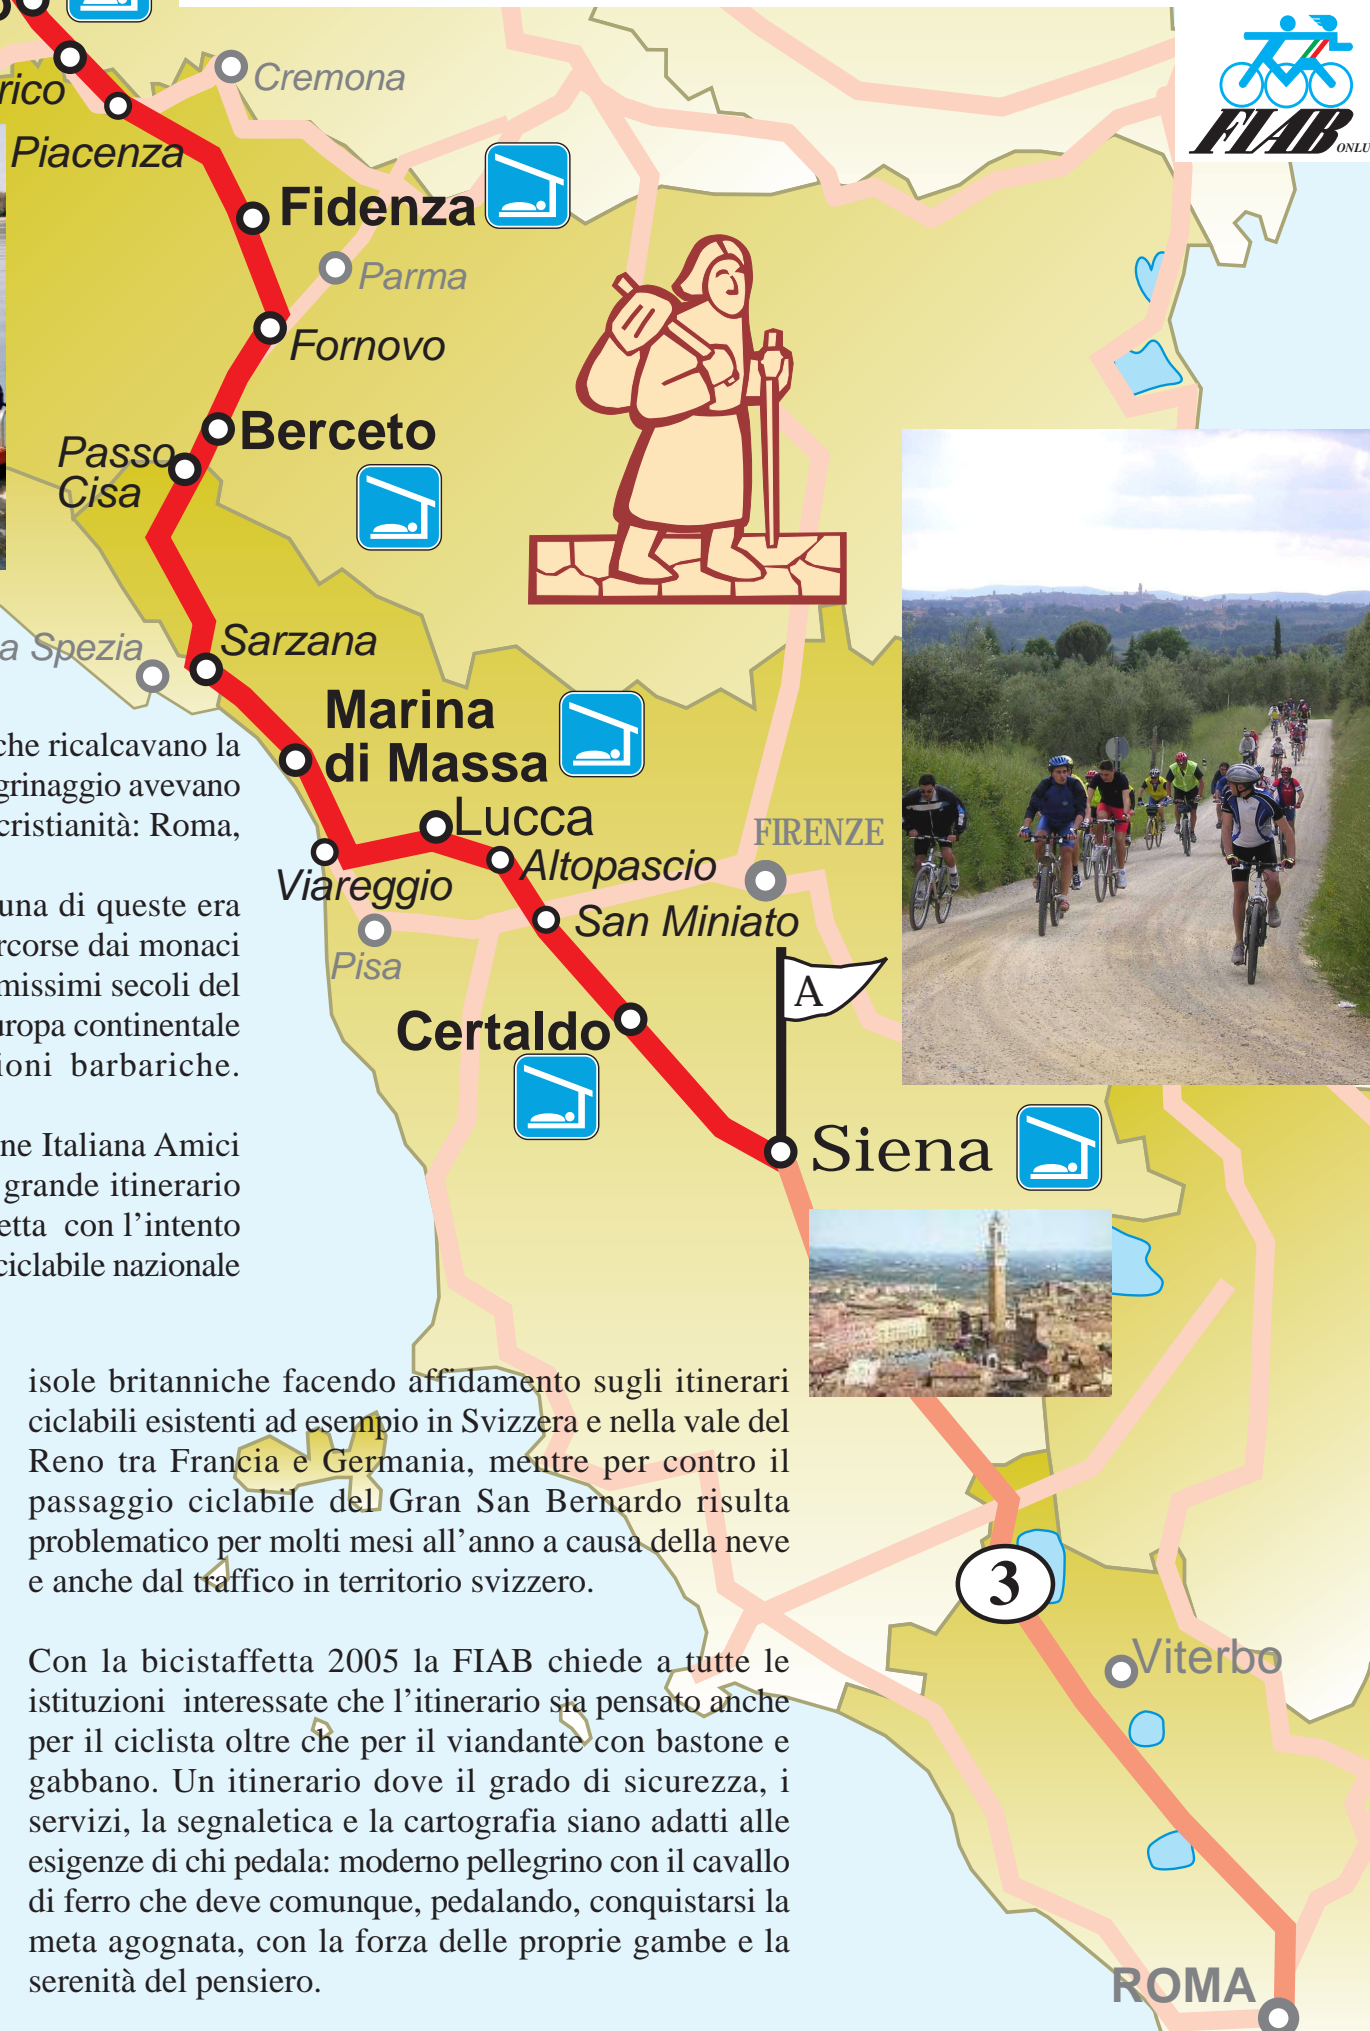 Cremona
Piacenza
FIAB
Fidenza
Parma
Fornovo
Berceto
Passo
Cisa
Spezia
Sarzana
Marina
di Massa
Lucca
FIRENZE
Altopascio
Viareggio
San Miniato
Pisa
A
Certaldo
Siena
che ricalcavano la
grinaggio avevano
cristianità: Roma,
una di queste era
rcorse dai monaci
missimi secoli del
uropa continentale
ioni barbariche.
ne Italiana Amici
grande itinerario
etta con l’intento
ciclabile nazionale
isole britanniche facendo affidamento sugli itinerari
ciclabili esistenti ad esempio in Svizzera e nella vale del
Reno tra Francia e Germania, mentre per contro il
passaggio ciclabile del Gran San Bernardo risulta
problematico per molti mesi all’anno a causa della neve
e anche dal traffico in territorio svizzero.
Con la bicistaffetta 2005 la FIAB chiede a tutte le
istituzioni interessate che l’itinerario sia pensato anche
per il ciclista oltre che per il viandante con bastone e
gabbano. Un itinerario dove il grado di sicurezza, i
servizi, la segnaletica e la cartografia siano adatti alle
esigenze di chi pedala: moderno pellegrino con il cavallo
di ferro che deve comunque, pedalando, conquistarsi la
meta agognata, con la forza delle proprie gambe e la
serenità del pensiero.
3
Viterbo
ROMA